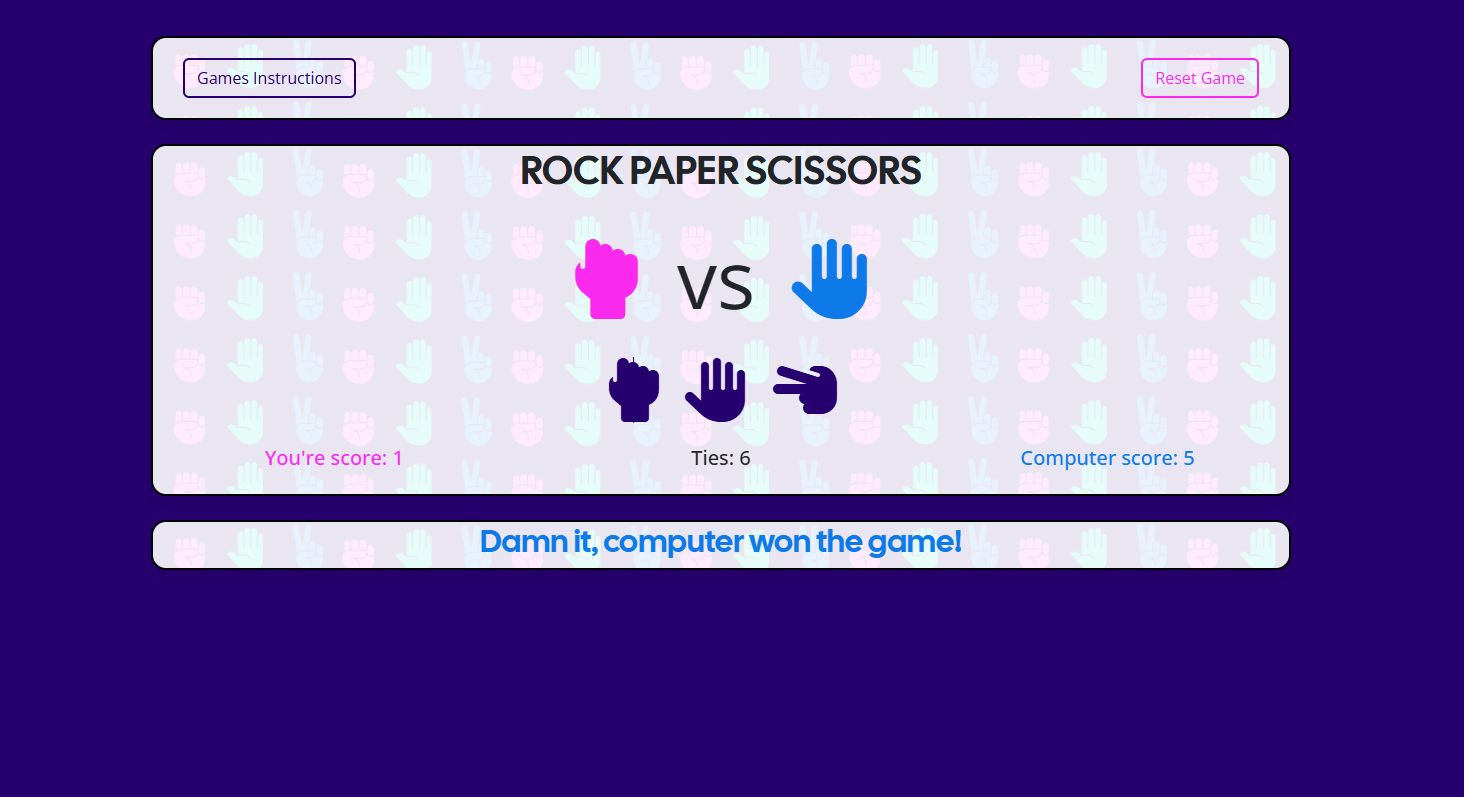 Games Instructions
Reset Game
ROCK PAPER SCISSORS
VS
You're score: 1
Ties: 6
Computer score: 5
Damn it, computer won the game!